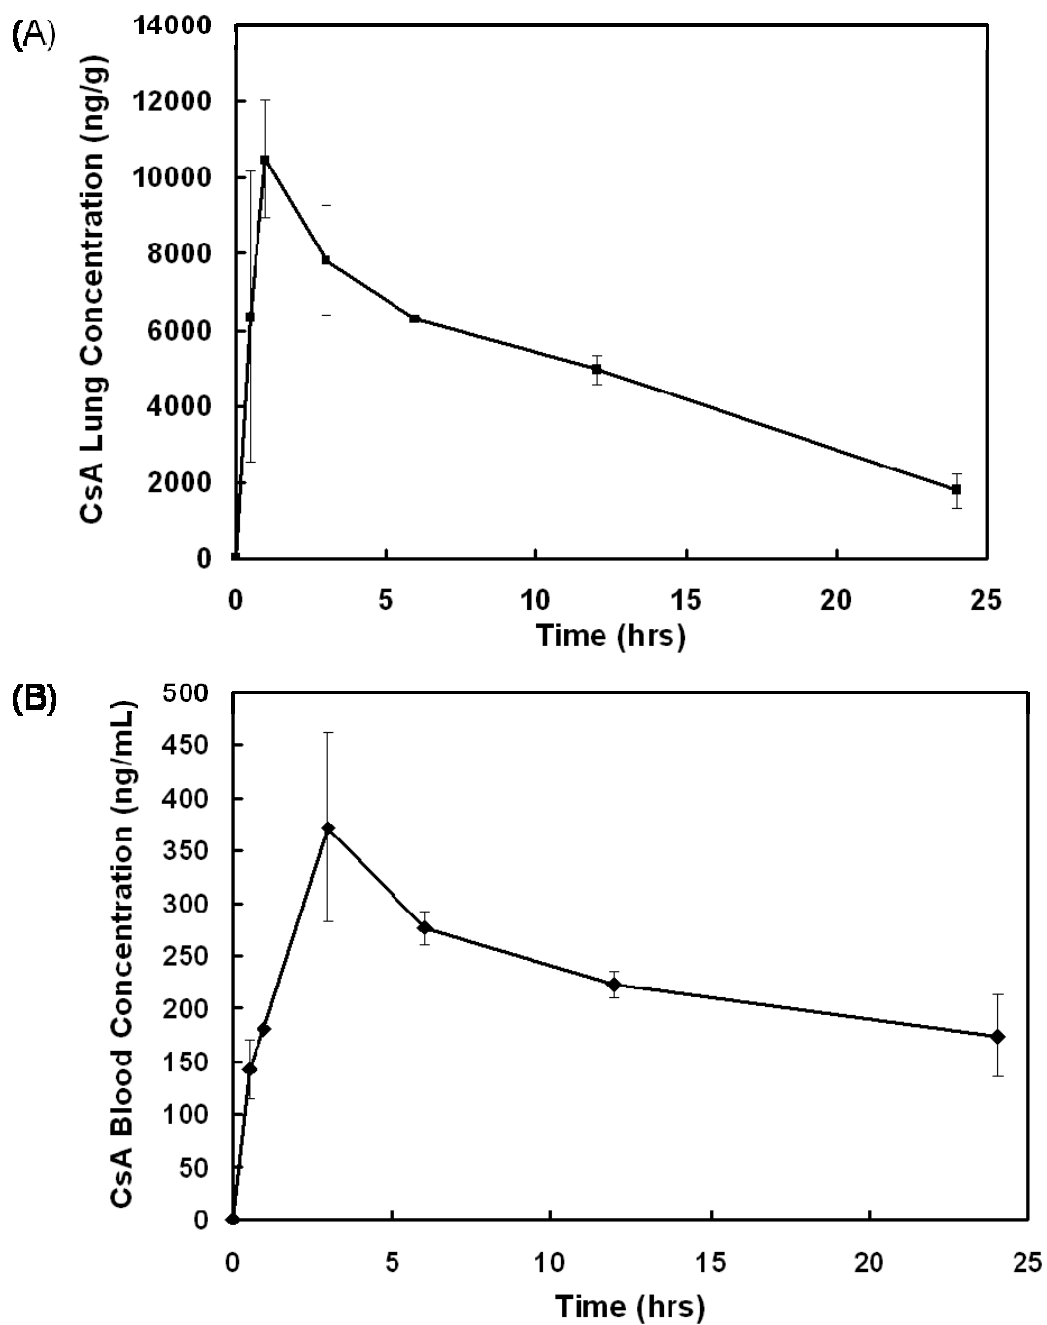 (A)
CsA Lung Concentration (ng/g)
14000
12000
10000
8000
6000
4000
2000
0
0 5 10 15 20 25
Time (hrs)
(B)
CsA Blood Concentration (ng/mL)
500
450
400
350
300
250
200
150
100
50
0
0 5 10 15 20 25
Time (hrs)